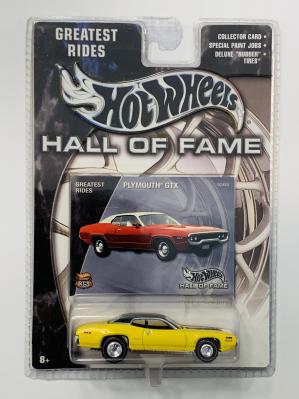 GREATEST
RIDES
COLLECTOR CARD •
SPECIAL PAINT JOBS •
DELUXE "RUBBER" •
TIRES"
Hot Wheels
HALL OF FAME
GREATEST
RIDES
PLYMOUTH GTX
Hot Wheels
HALL OF FAME
35
8+